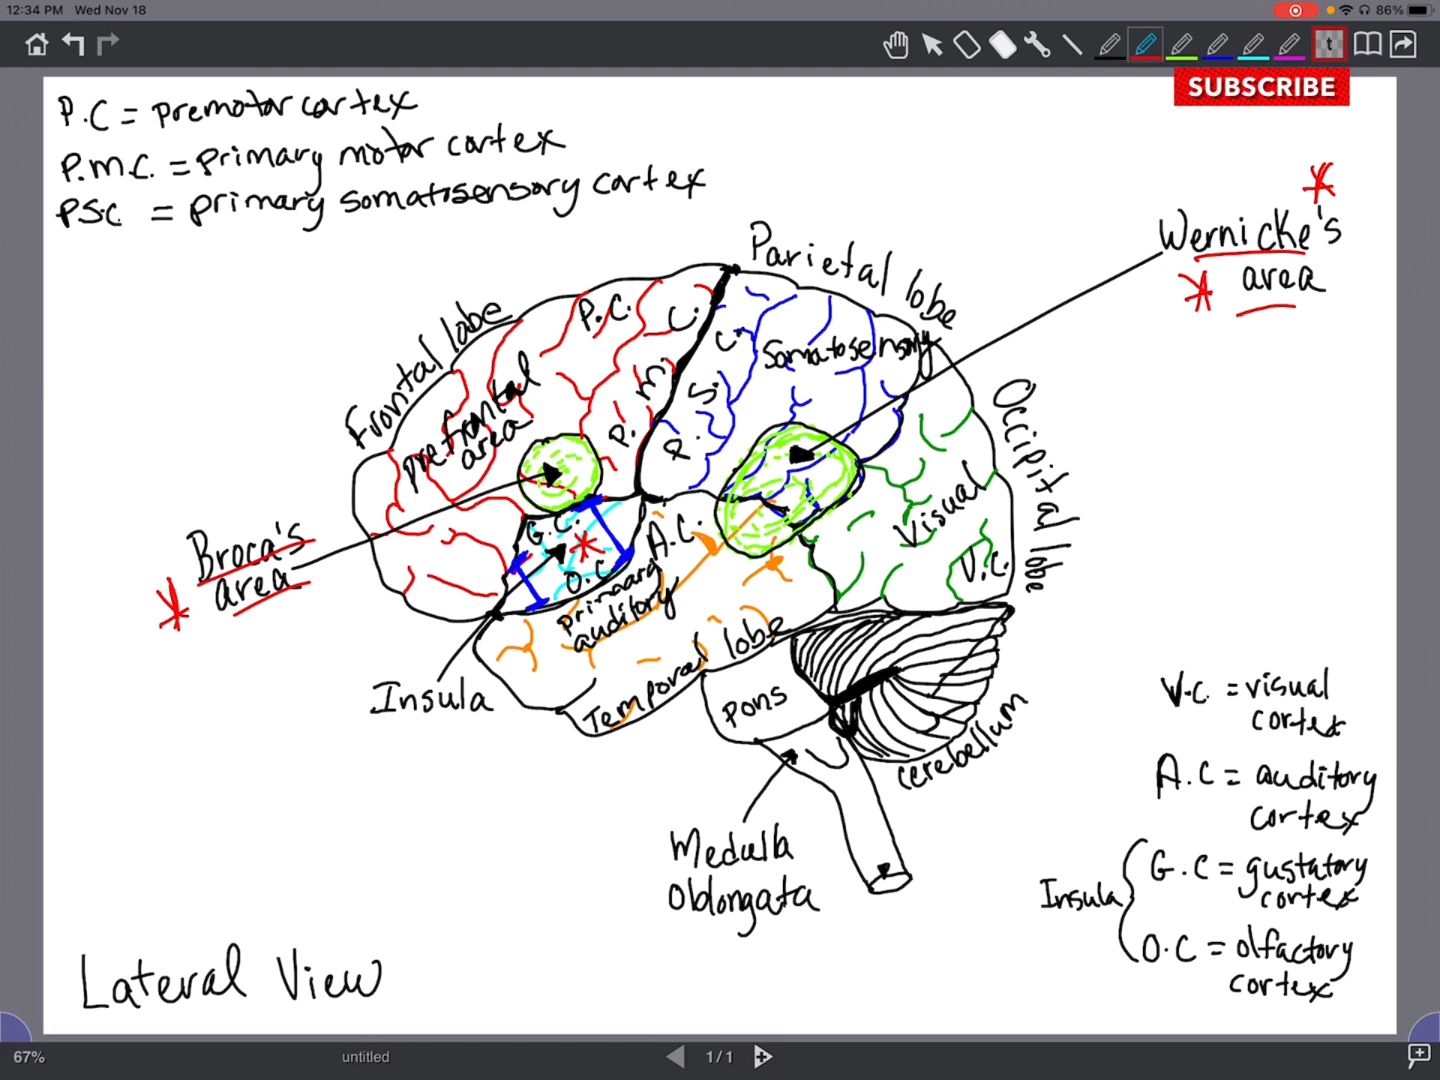 12:34 PM Wed Nov 18
86%
t
SUBSCRIBE
P.C = premotor cortex
P.M.C. = primary motor cortex
PSC. = primary somatosensory cortex
Wernicke's
area
Parietal lobe
Frontal lobe
P.C.
P. M. C.
P. S. C.
Somatosensory
Prefrontal
area
Occipital lobe
Visual
V.C.
Broca's
area
G.C.
O.C
A.C.
primary
auditory
Insula
Temporal lobe
Pons
cerebellum
Medulla
oblongata
V.C. = visual
cortex
A.C = auditory
cortex
Insula
G.C = gustatory
cortex
O.C = olfactory
cortex
Lateral View
67%
untitled
1/1